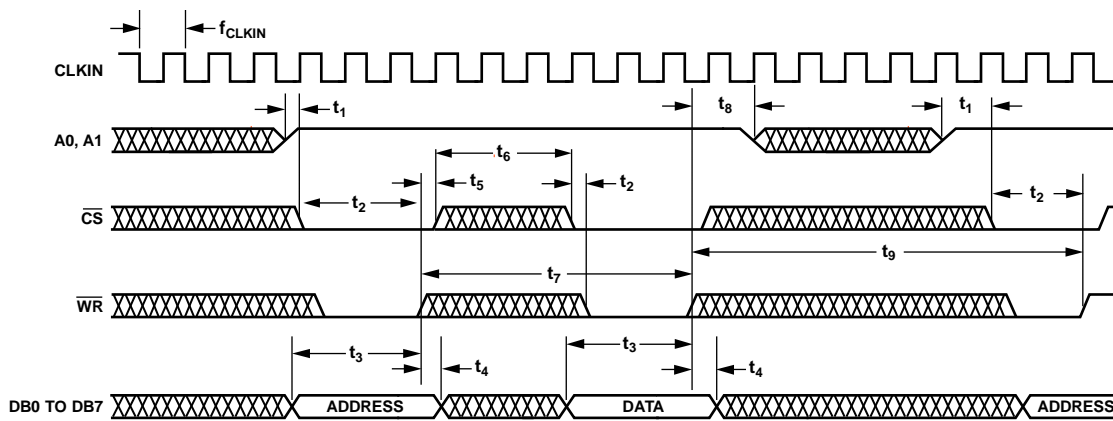 fCLKIN
CLKIN
t1
t8
t1
A0, A1
t6
t5
t2
t2
t2
CS
t9
t7
WR
t3
t4
t3
t4
DB0 TO DB7
ADDRESS
DATA
ADDRESS